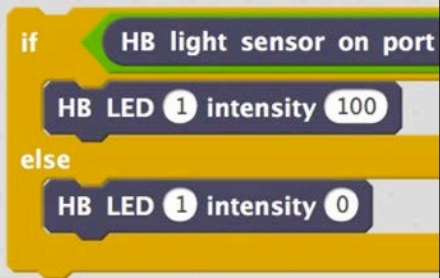 if HB light sensor on port
HB LED 1 intensity 100
else
HB LED 1 intensity 0